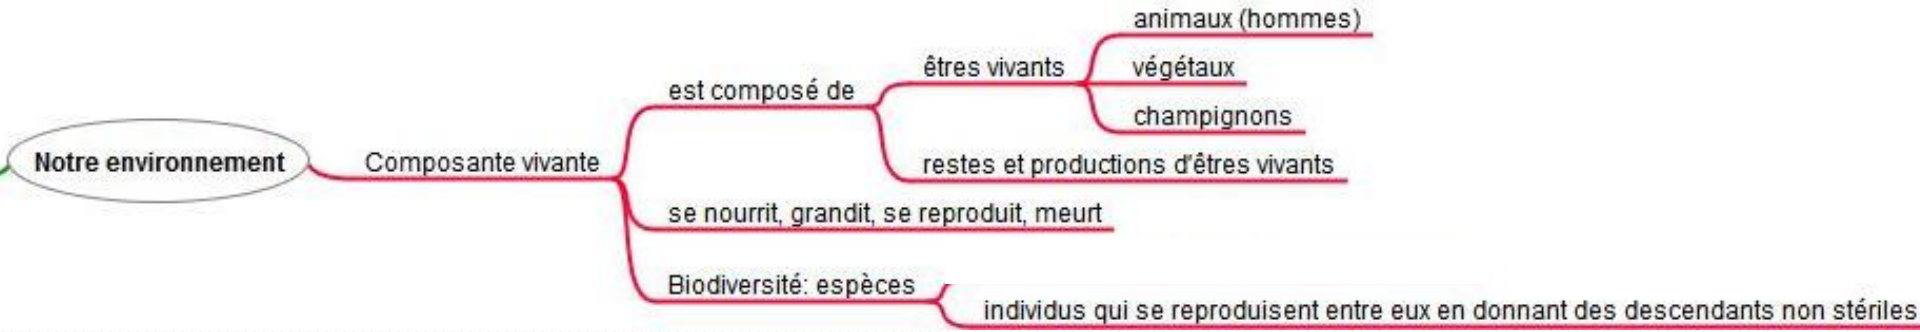 animaux (hommes)
êtres vivants
végétaux
est composé de
champignons
Notre environnement
Composante vivante
restes et productions d'êtres vivants
se nourrit, grandit, se reproduit, meurt
Biodiversité: espèces
individus qui se reproduisent entre eux en donnant des descendants non stériles